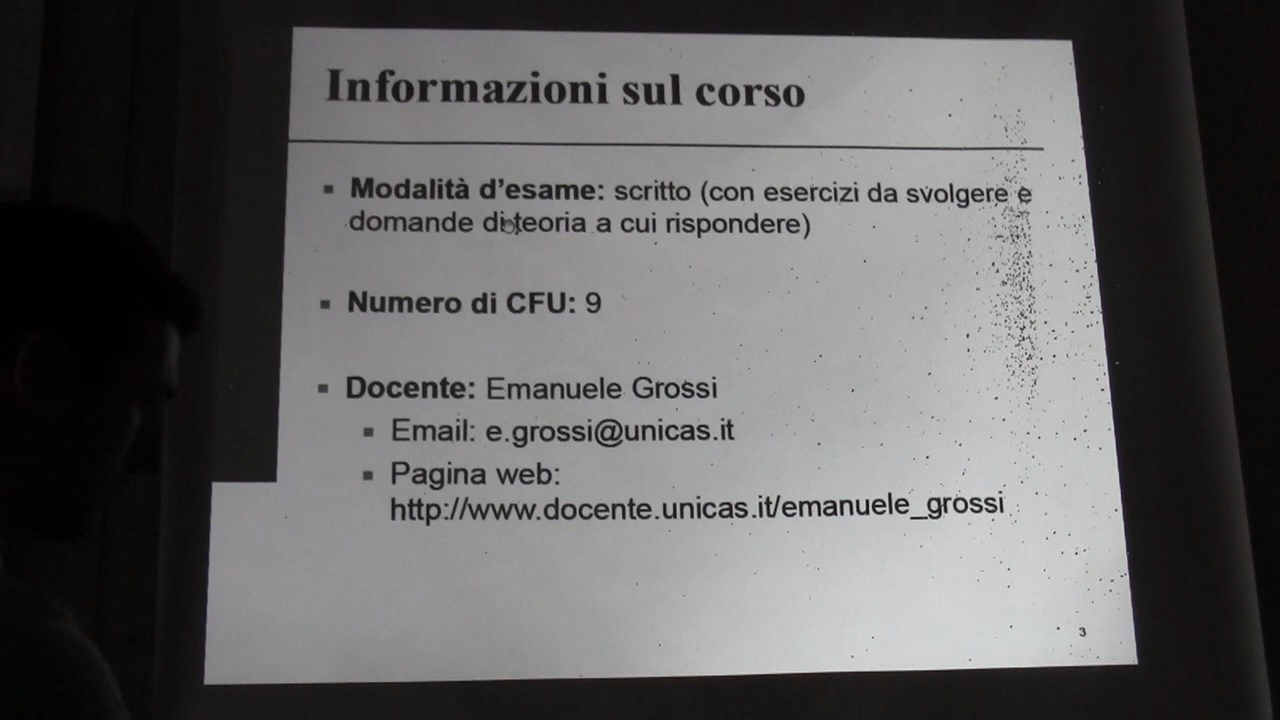 Informazioni sul corso
Modalità d'esame: scritto (con esercizi da svolgere e
domande di teoria a cui rispondere)
Numero di CFU: 9
Docente: Emanuele Grossi
Email: e.grossi@unicas.it
Pagina web:
http://www.docente.unicas.it/emanuele_grossi
3